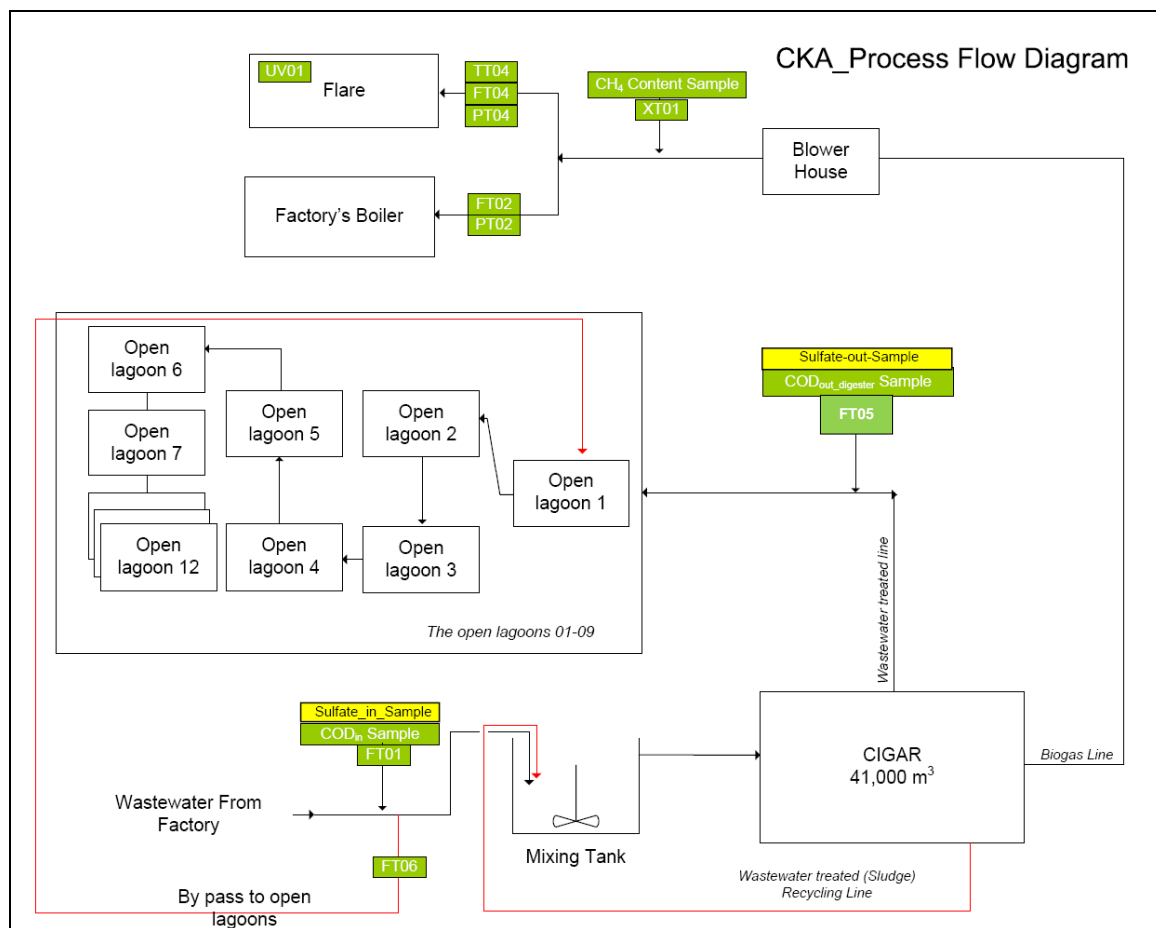 CKA_Process Flow Diagram
UV01
Flare
TT04
FT04
PT04
CH₄ Content Sample
XT01
Blower
House
Factory's Boiler
FT02
PT02
Open
lagoon 6
Open
lagoon 5
Open
lagoon 2
Open
lagoon 7
Open
lagoon 1
Open
lagoon 12
Open
lagoon 4
Open
lagoon 3
The open lagoons 01-09
Sulfate-out-Sample
CODout_digester Sample
FT05
Wastewater treated line
Sulfate_in_Sample
CODin Sample
FT01
Wastewater From
Factory
FT06
By pass to open
lagoons
Mixing Tank
CIGAR
41,000 m³
Biogas Line
Wastewater treated (Sludge)
Recycling Line